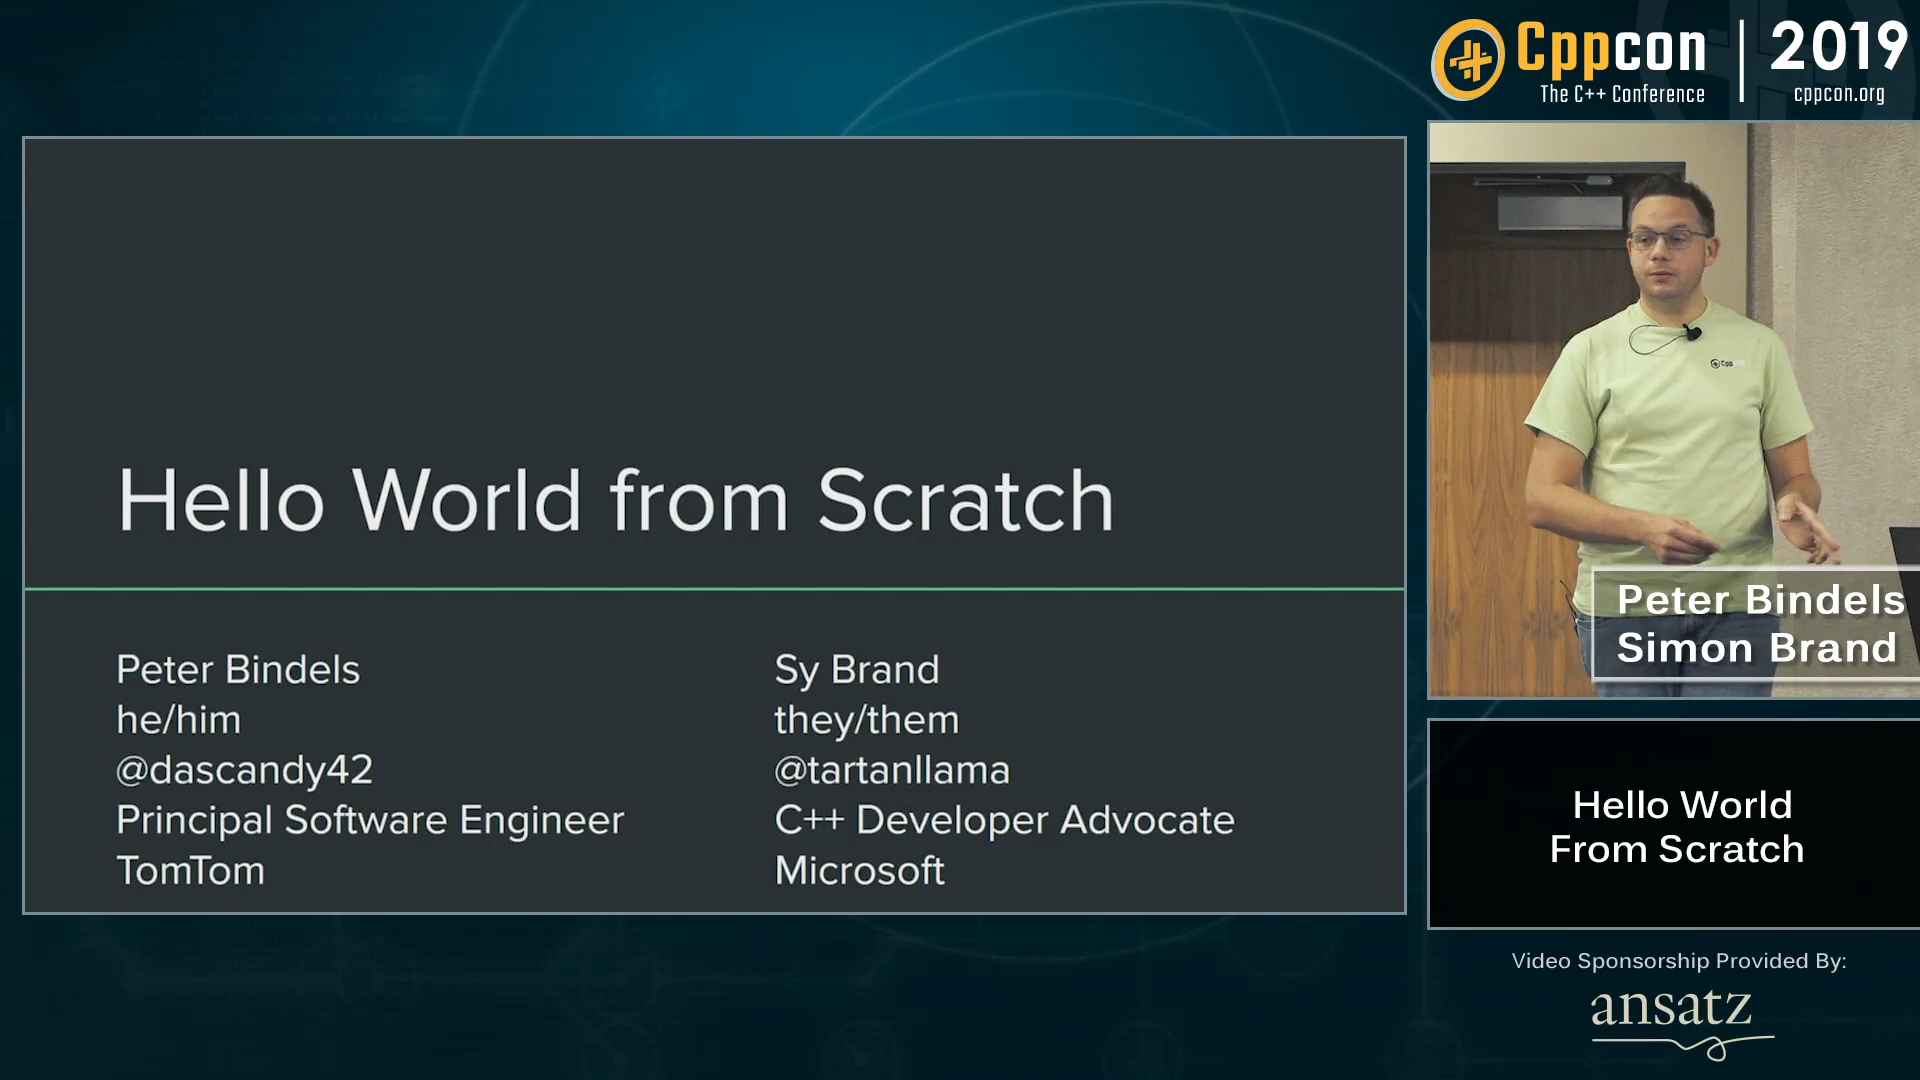 Cppcon
The C++ Conference
2019
cppcon.org
Hello World from Scratch
Peter Bindels
he/him
@dascandy42
Principal Software Engineer
TomTom
Sy Brand
they/them
@tartanllama
C++ Developer Advocate
Microsoft
Cpp
Peter Bindels
Simon Brand
Hello World
From Scratch
Video Sponsorship Provided By:
ansatz